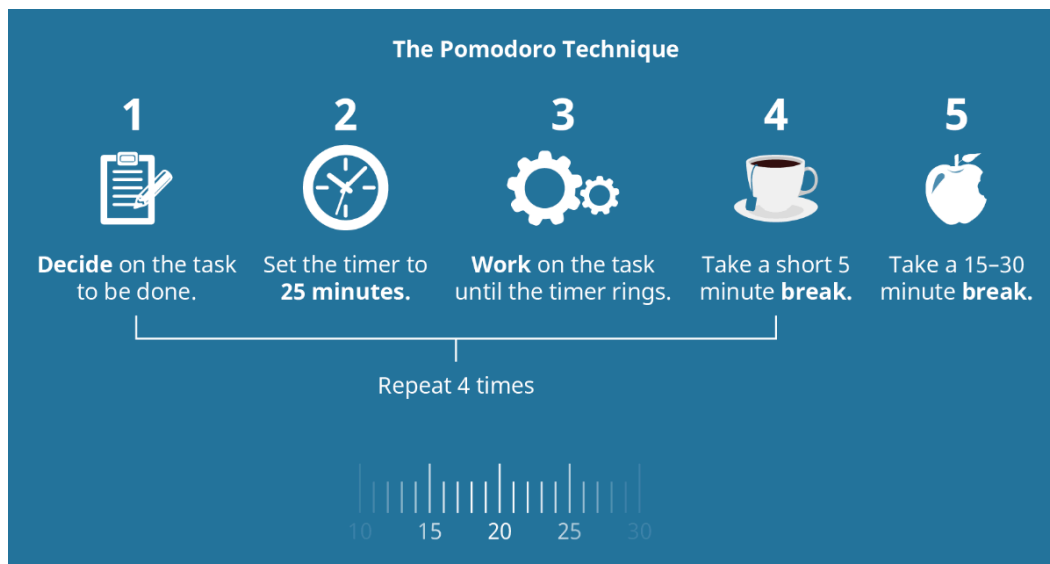 The Pomodoro Technique
1
2
3
4
5
Decide on the task
to be done.
Set the timer to
25 minutes.
Work on the task
until the timer rings.
Take a short 5
minute break.
Take a 15–30
minute break.
Repeat 4 times
10 15 20 25 30